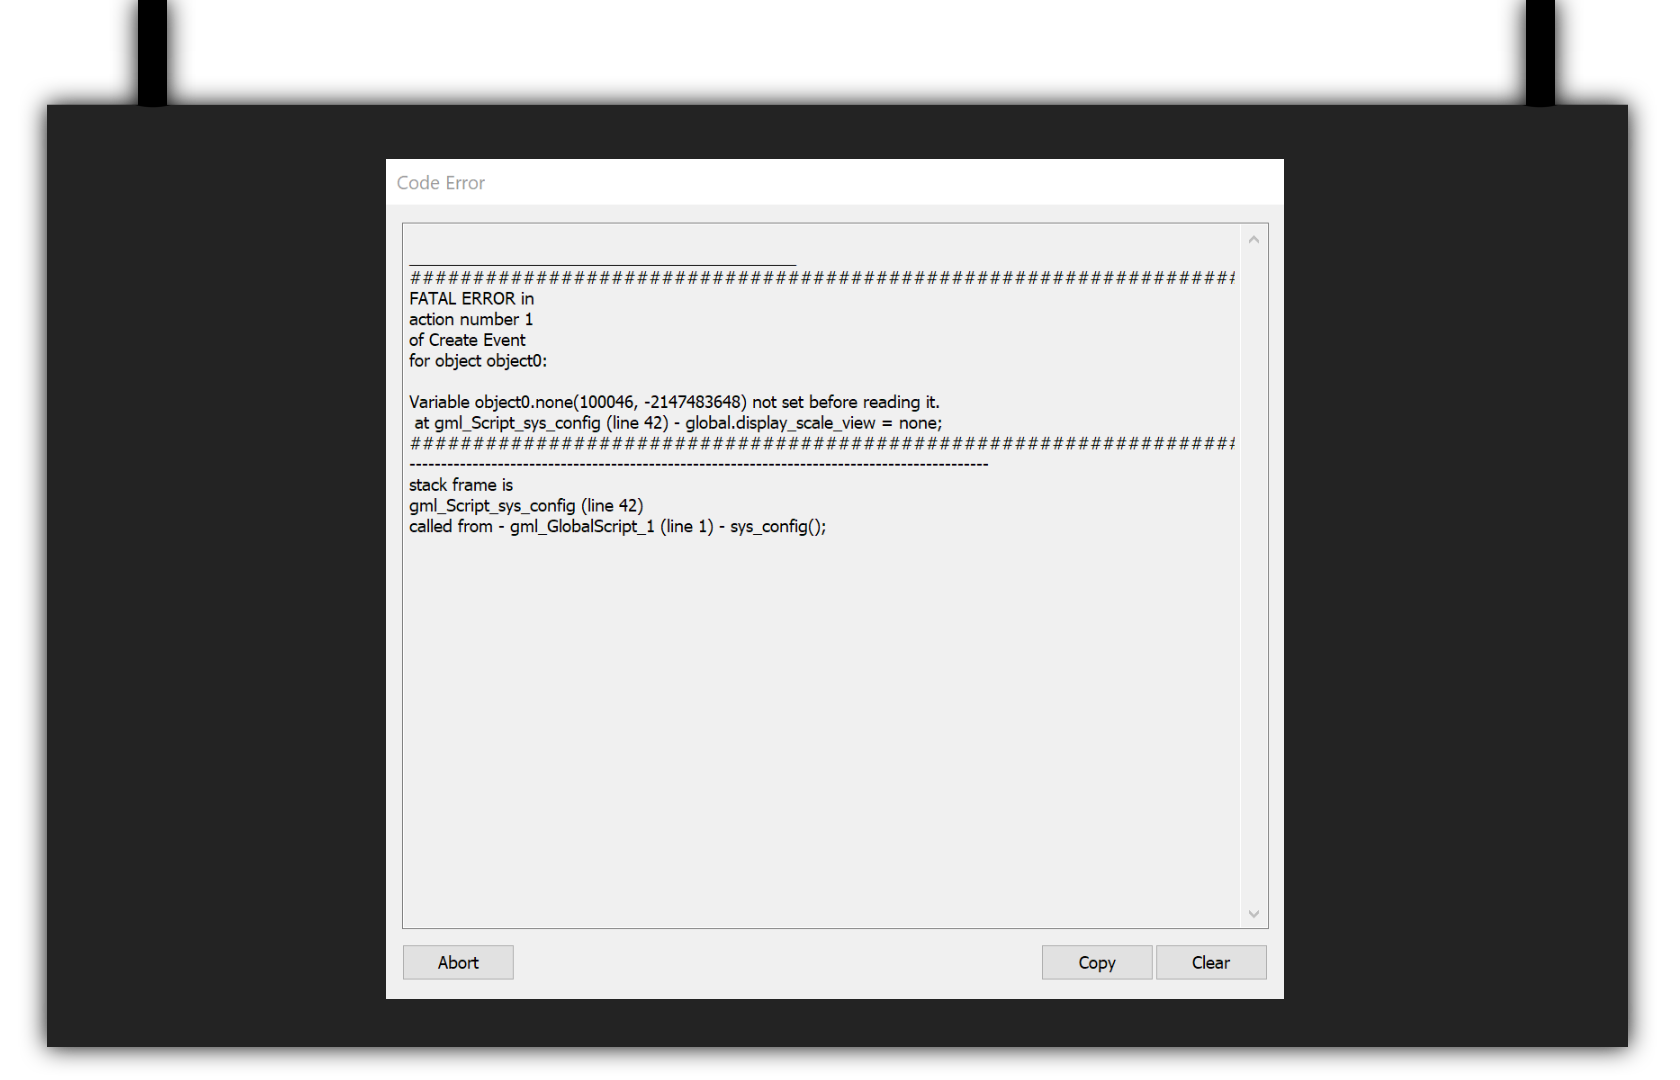 Code Error
________________________________________
##################################################################
FATAL ERROR in
action number 1
of Create Event
for object object0:
Variable object0.none(100046, -2147483648) not set before reading it.
at gml_Script_sys_config (line 42) - global.display_scale_view = none;
##################################################################
--------------------------------------------------------------------------------------------
stack frame is
gml_Script_sys_config (line 42)
called from - gml_GlobalScript_1 (line 1) - sys_config();
Abort
Copy
Clear